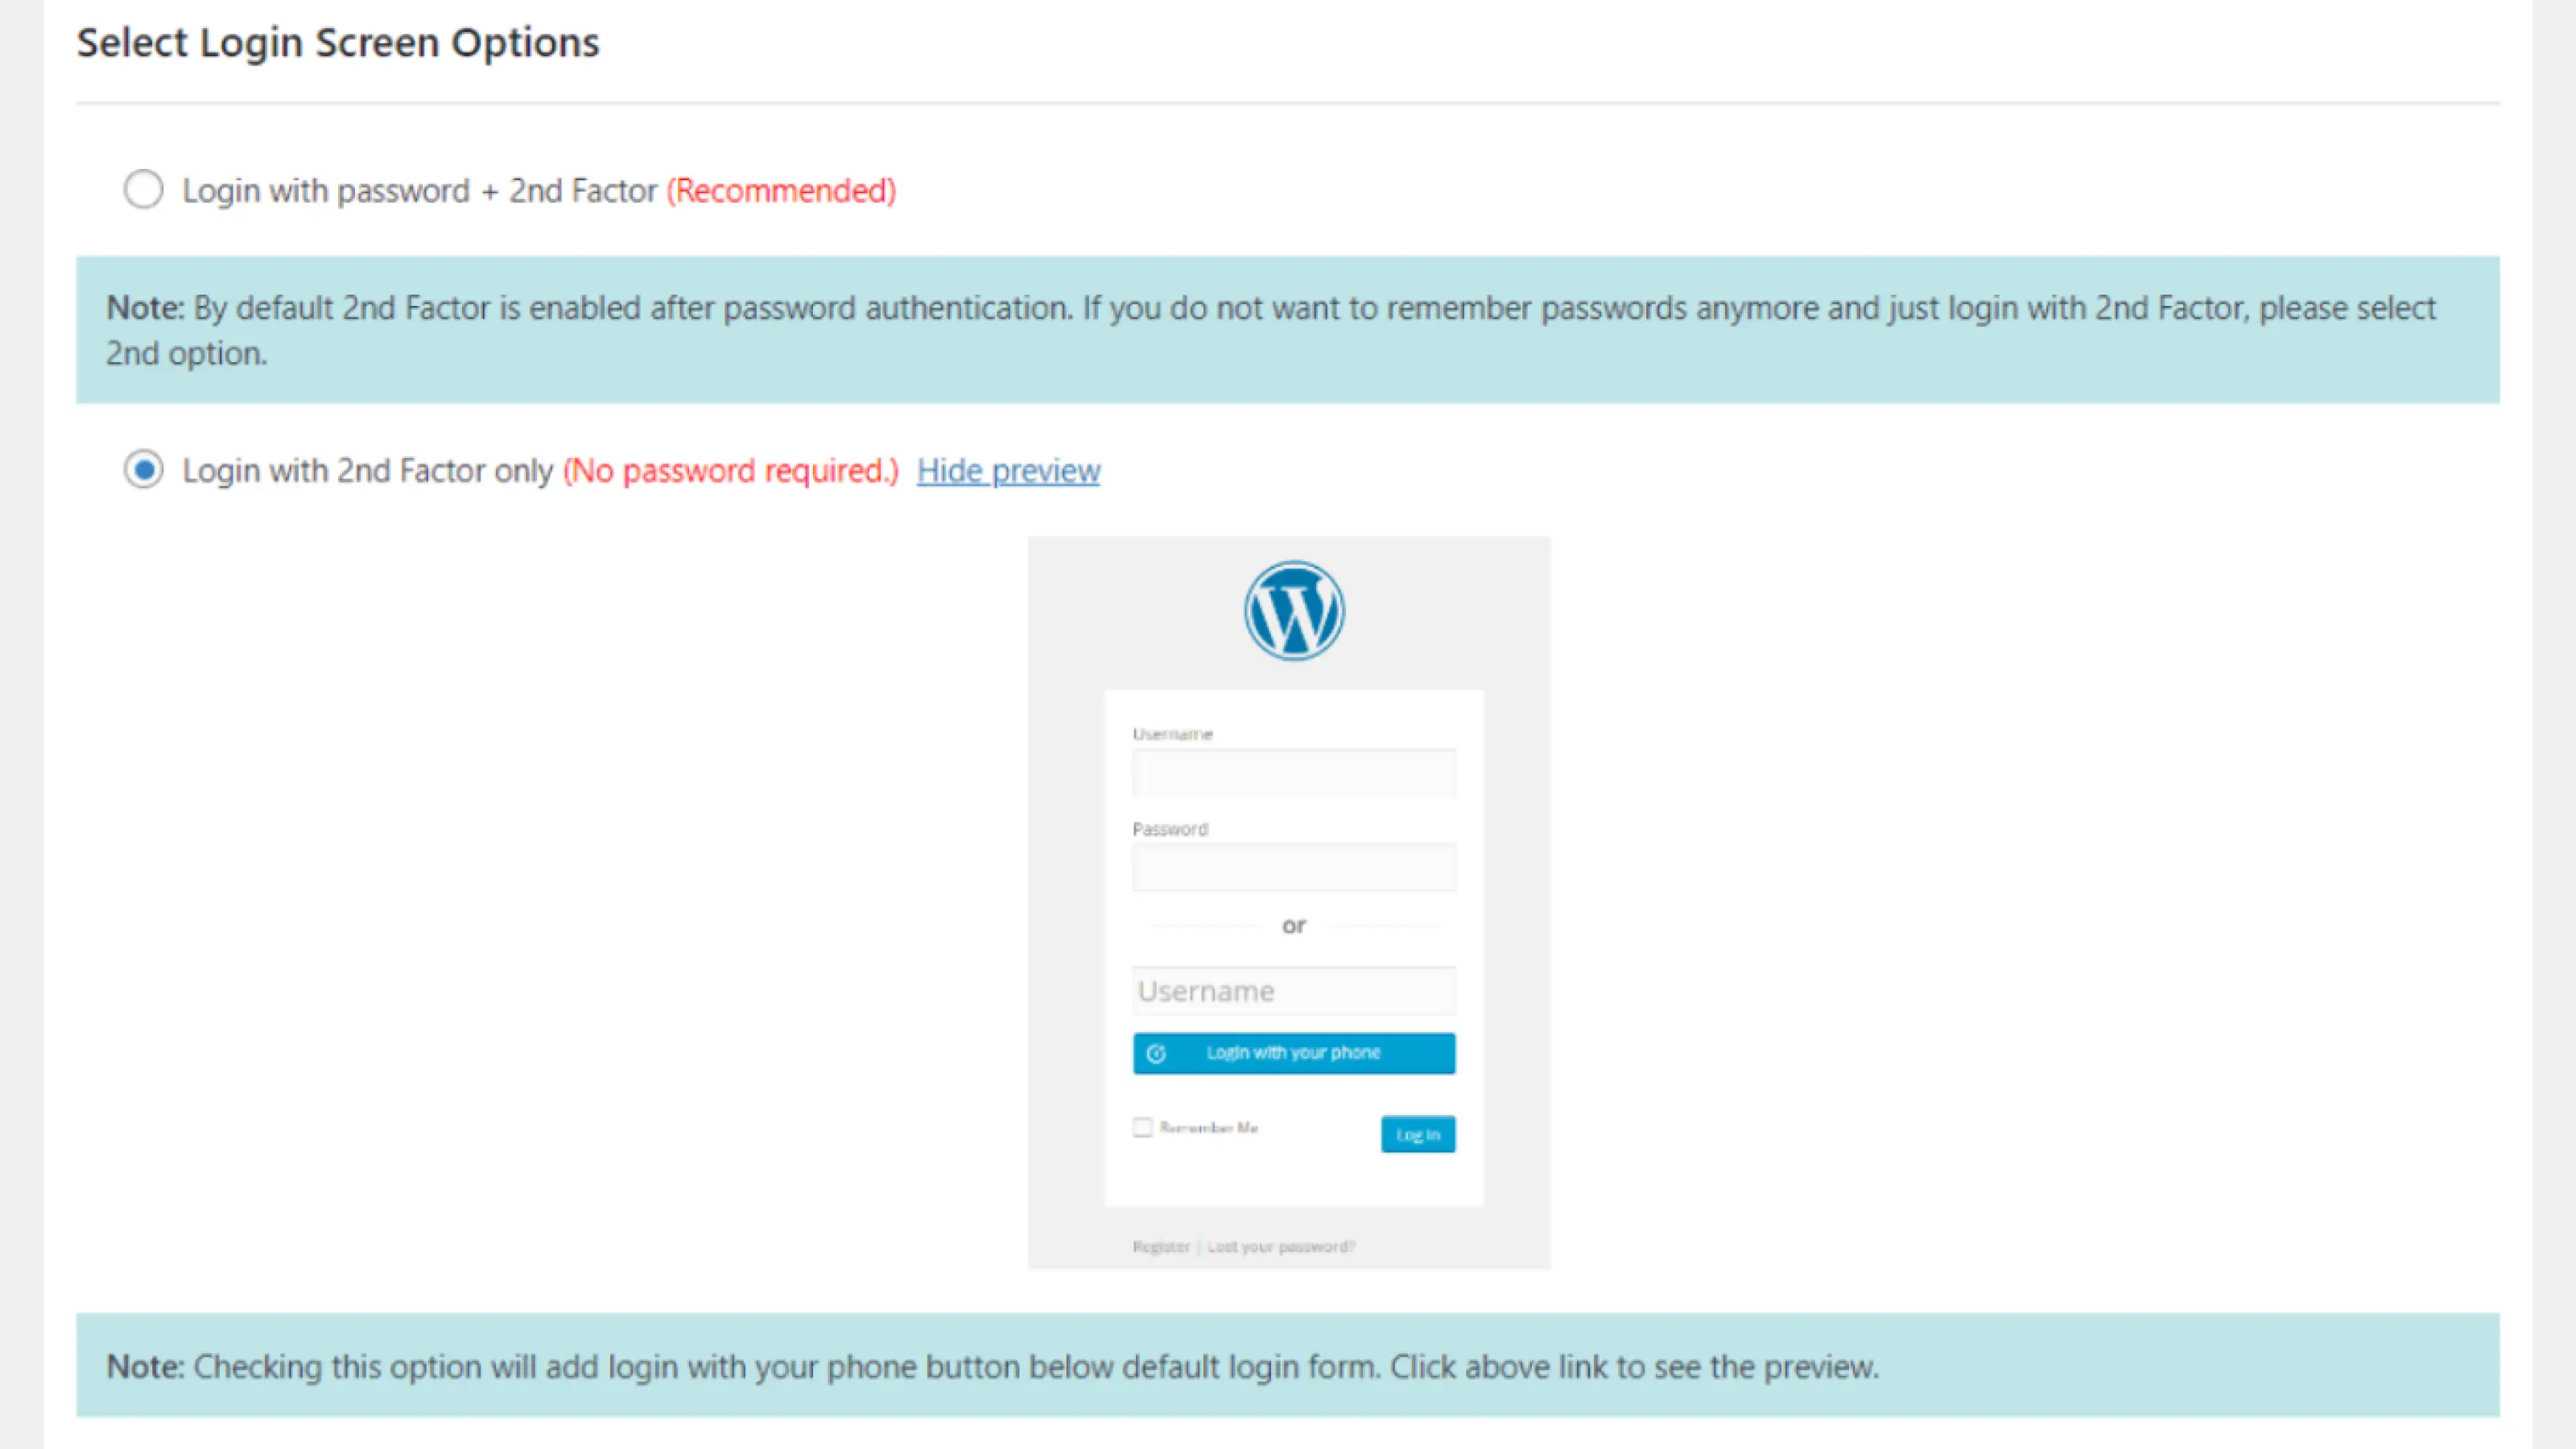 Select Login Screen Options
Login with password + 2nd Factor (Recommended)
Note: By default 2nd Factor is enabled after password authentication. If you do not want to remember passwords anymore and just login with 2nd Factor, please select
2nd option.
Login with 2nd Factor only (No password required.) Hide preview
Username
Password
or
Username
Login with your phone
Remember Me
Log In
Register | Lost your password?
Note: Checking this option will add login with your phone button below default login form. Click above link to see the preview.